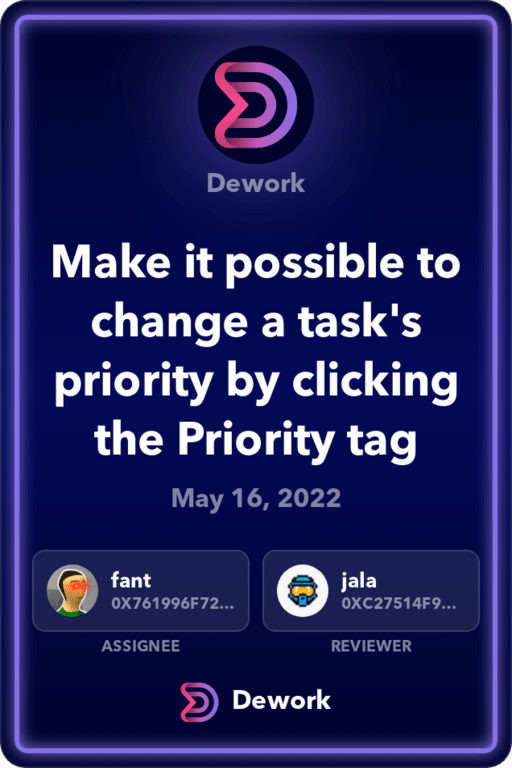 Dework
Make it possible to
change a task's
priority by clicking
the Priority tag
May 16, 2022
fant
0X761996F72...
jala
0XC27514F9...
ASSIGNEE
REVIEWER
Dework